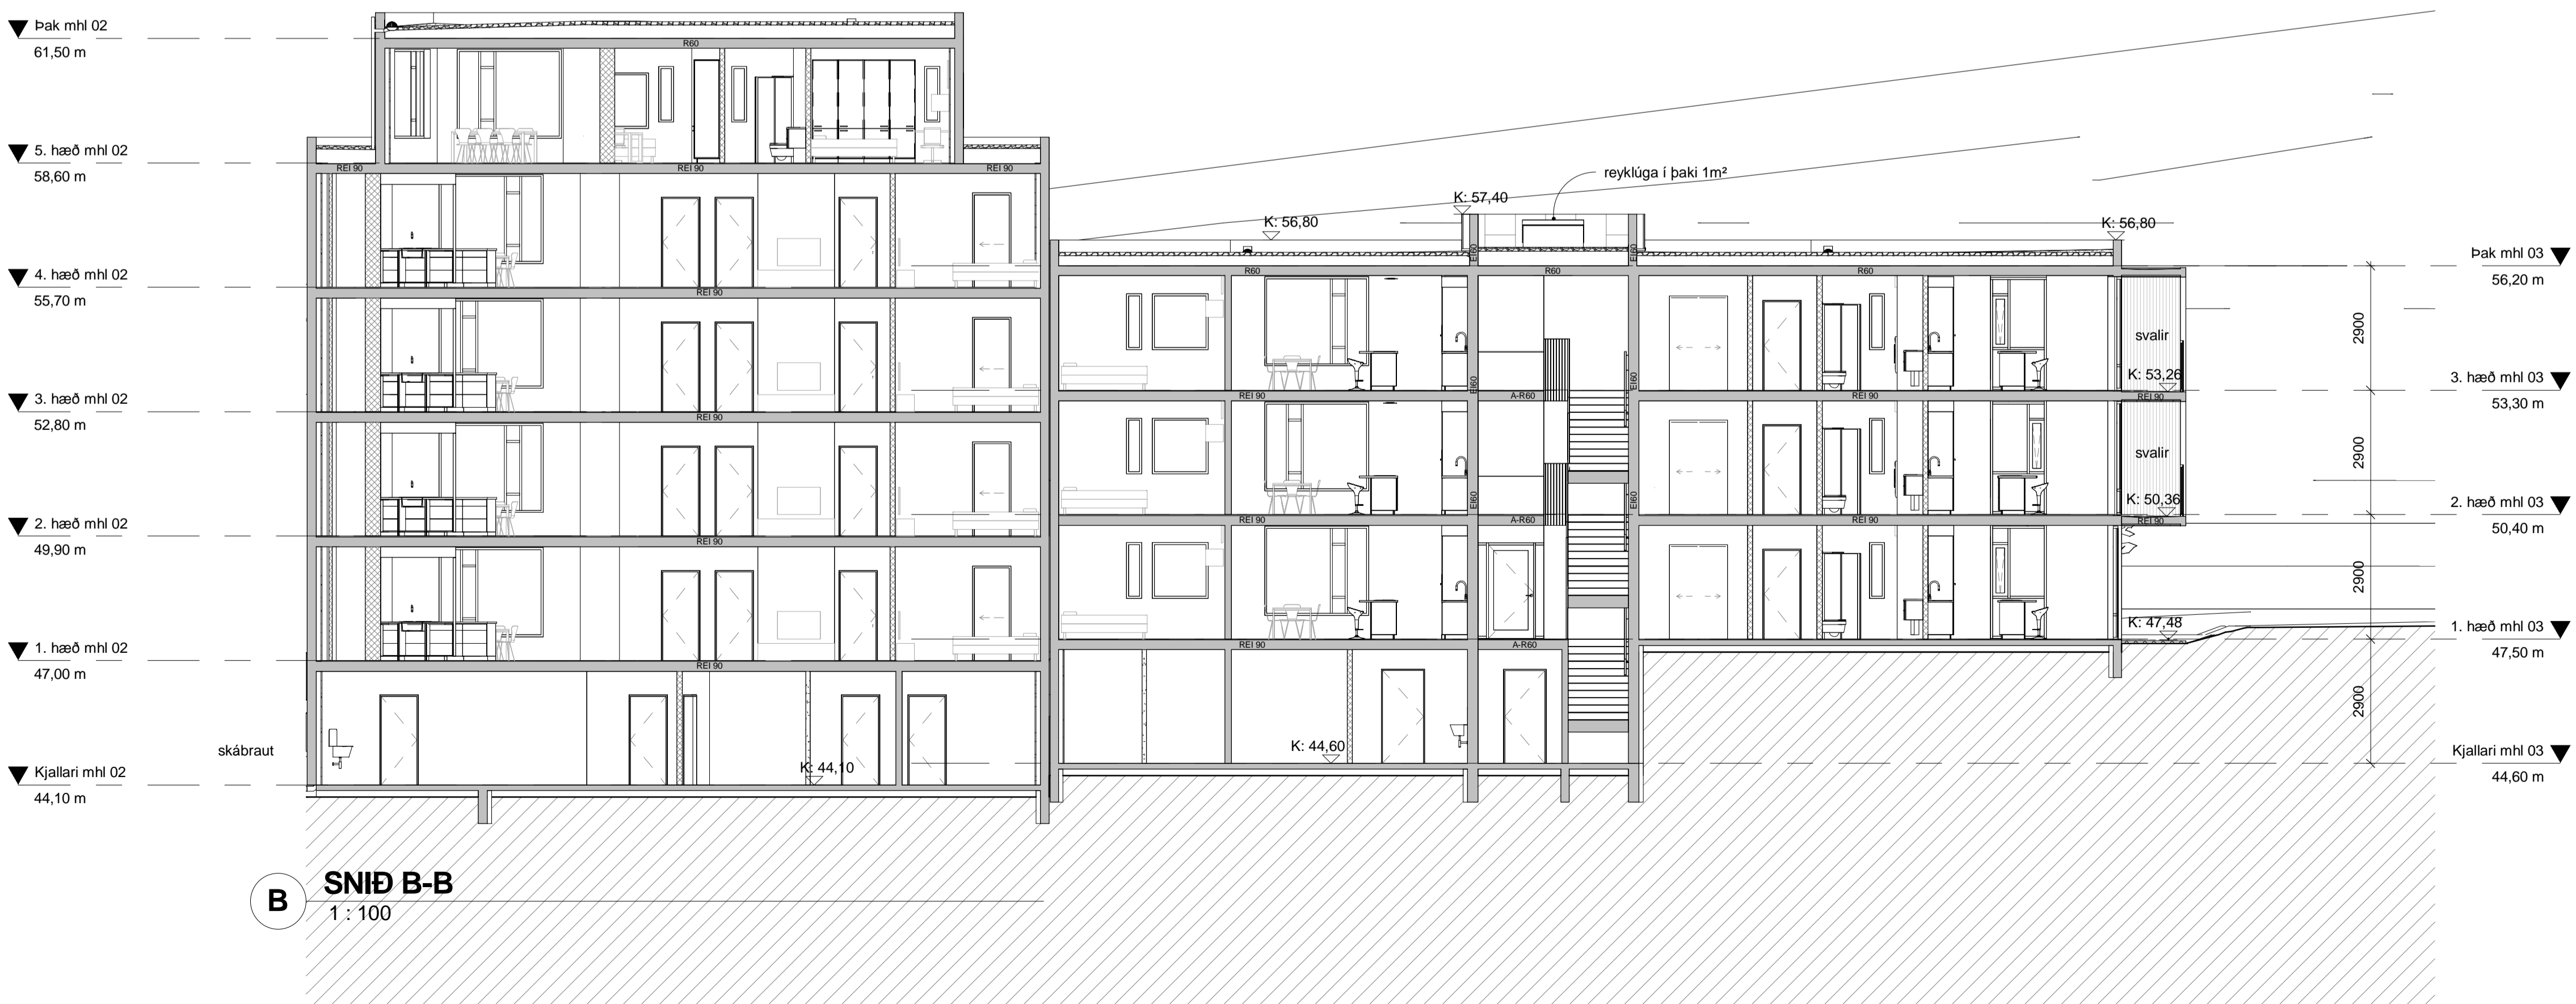 Þak mhl 02
61,50 m
R60
5. hæð mhl 02
58,60 m
REI 90
REI 90
REI 90
reyklúga í þaki 1m²
K: 57,40
K: 56,80
K: 56,80
EI60
EI60
4. hæð mhl 02
55,70 m
REI 90
R60
R60
R60
Þak mhl 03
56,20 m
2900
svalir
K: 53,26
EI60
EI60
3. hæð mhl 02
52,80 m
REI 90
REI 90
A-R60
REI 90
REI 90
3. hæð mhl 03
53,30 m
2900
svalir
K: 50,36
EI60
EI60
2. hæð mhl 02
49,90 m
REI 90
REI 90
A-R60
REI 90
REI 90
2. hæð mhl 03
50,40 m
2900
K: 47,48
1. hæð mhl 02
47,00 m
REI 90
REI 90
A-R60
1. hæð mhl 03
47,50 m
2900
skábraut
K: 44,60
K: 44,10
Kjallari mhl 02
44,10 m
Kjallari mhl 03
44,60 m
B
SNIÐ B-B
1 : 100